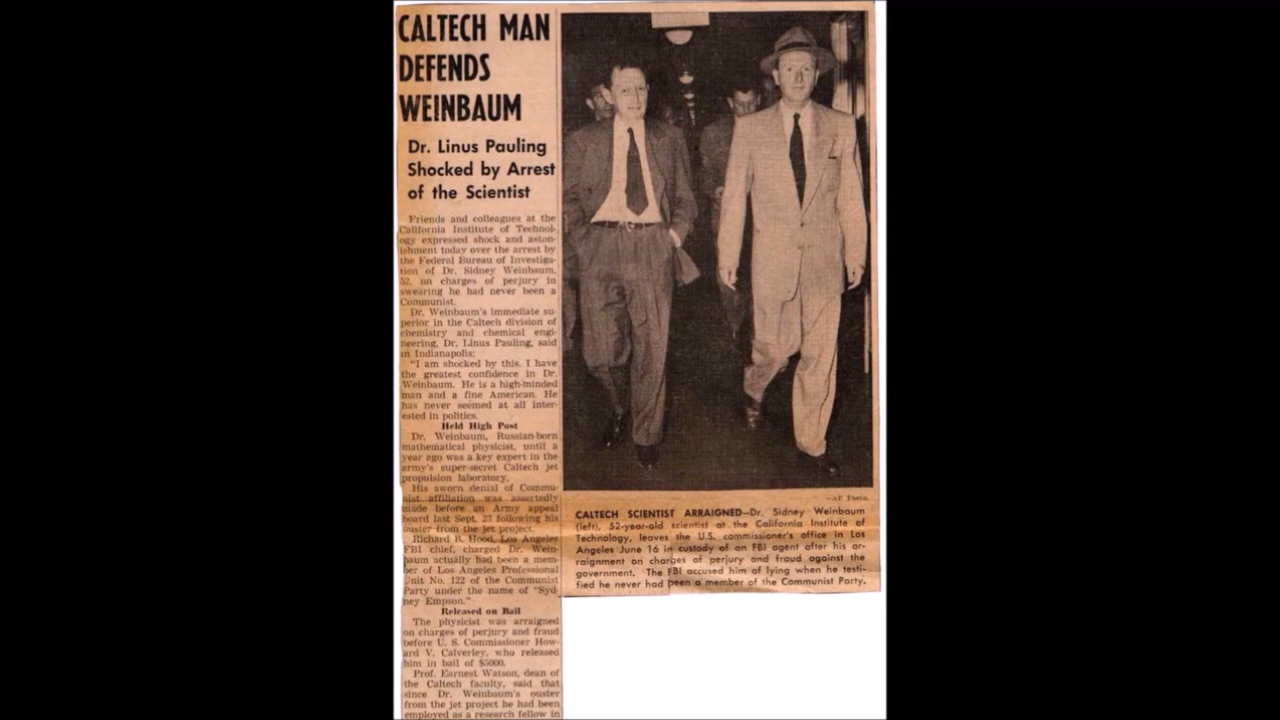 CALTECH MAN
DEFENDS
WEINBAUM
Dr. Linus Pauling
Shocked by Arrest
of the Scientist
Friends and colleagues at the
California Institute of Technol-
ogy expressed shock and aston-
ishment today over the arrest by
the Federal Bureau of Investiga-
tion of Dr. Sidney Weinbaum,
52, on charges of perjury in
swearing he had never been a
Communist.
Dr. Weinbaum's immediate su-
perior in the Caltech division of
chemistry and chemical engi-
neering, Dr. Linus Pauling, said
in Indianapolis:
"I am shocked by this. I have
the greatest confidence in Dr.
Weinbaum. He is a high-minded
man and a fine American. He
has never seemed at all inter-
ested in politics.
Held High Post
Dr. Weinbaum, Russian-born
mathematical physicist, until a
year ago was a key expert in the
army's super-secret Caltech jet
propulsion laboratory.
His sworn denial of Commu-
nist affiliation was assertedly
made before an Army appeal
board last Sept. 23 following his
ouster from the jet project.
Richard B. Hood, Los Angeles
FBI chief, charged Dr. Wein-
baum actually had been a mem-
ber of Los Angeles Professional
Unit No. 122 of the Communist
Party under the name of "Syd-
ney Empson."
Released on Bail
The physicist was arraigned
on charges of perjury and fraud
before U. S. Commissioner How-
ard V. Calverley, who released
him in bail of $5000.
Prof. Earnest Watson, dean of
the Caltech faculty, said that
since Dr. Weinbaum's ouster
from the jet project he had been
employed as a research fellow in
—AP Photo.
CALTECH SCIENTIST ARRAIGNED—Dr. Sidney Weinbaum
(left), 52-year-old scientist at the California Institute of
Technology, leaves the U.S. commissioner's office in Los
Angeles June 16 in custody of an FBI agent after his ar-
raignment on charges of perjury and fraud against the
government. The FBI accused him of lying when he testi-
fied he never had been a member of the Communist Party.